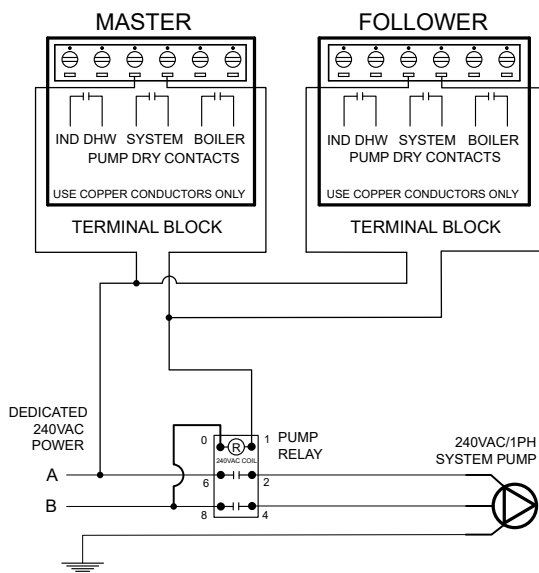 MASTER
FOLLOWER
IND DHW SYSTEM BOILER
PUMP DRY CONTACTS
USE COPPER CONDUCTORS ONLY
TERMINAL BLOCK
IND DHW SYSTEM BOILER
PUMP DRY CONTACTS
USE COPPER CONDUCTORS ONLY
TERMINAL BLOCK
DEDICATED
240VAC
POWER
0
1
R
240VAC COIL
PUMP
RELAY
240VAC/1PH
SYSTEM PUMP
A
6
2
B
8
4